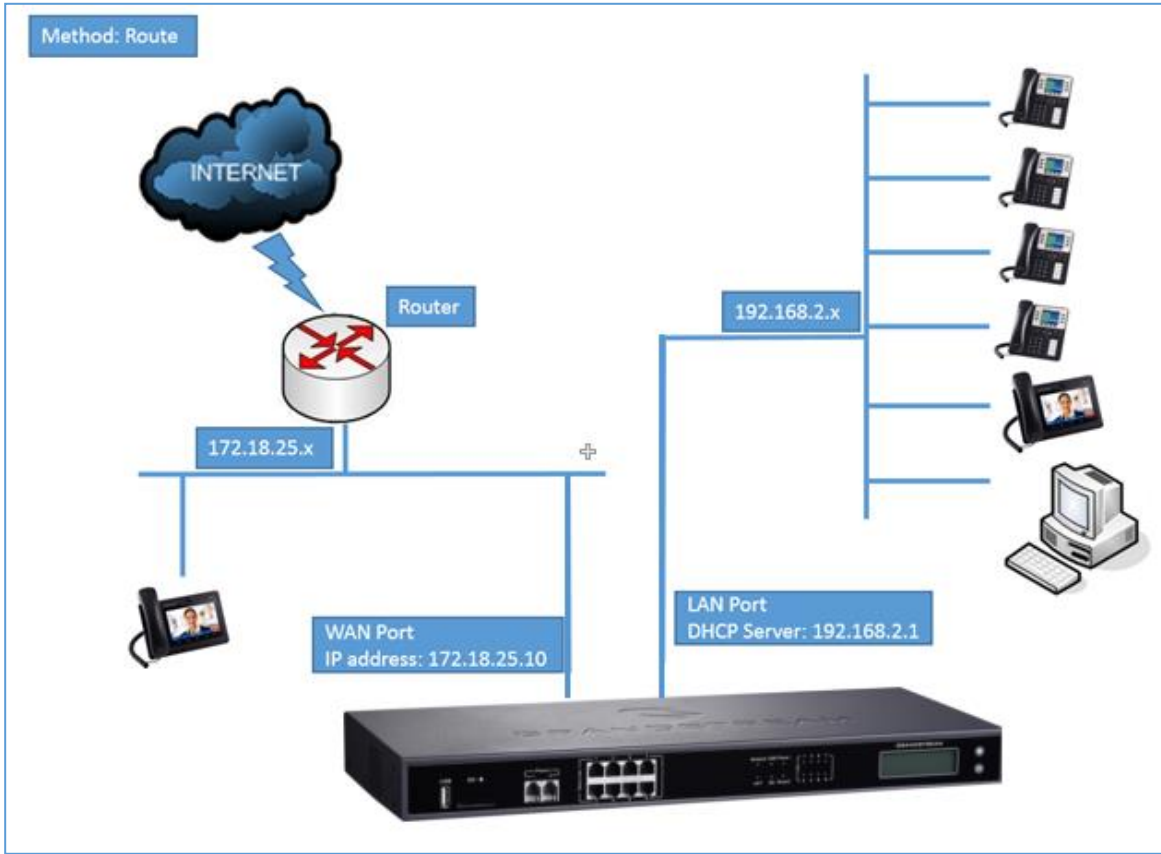 Method: Route
INTERNET
Router
192.168.2.x
172.18.25.x
LAN Port
DHCP Server: 192.168.2.1
WAN Port
IP address: 172.18.25.10
GRANDSTREAM